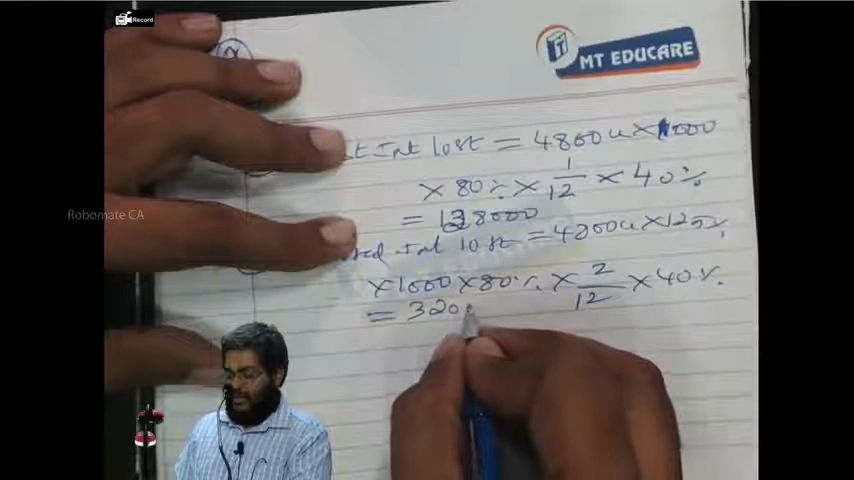 Record
MT EDUCARE
Int lost = 4800u × 1000
× 80% × 1/12 × 40%
= 128000
Int lost = 4800u × 125%
× 1000 × 80% × 2/12 × 40%
= 320
Robomate CA